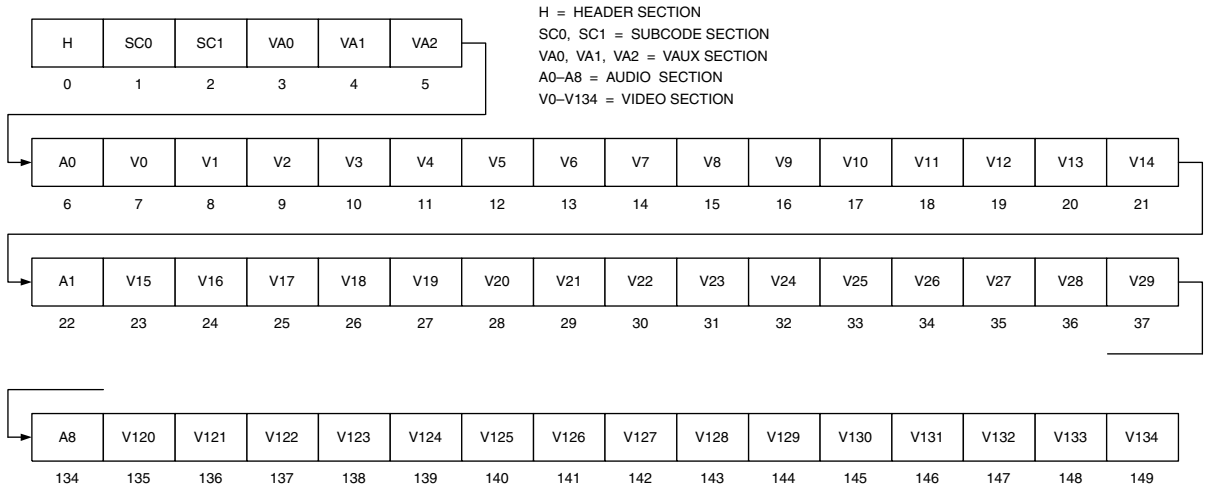 H = HEADER SECTION
SC0, SC1 = SUBCODE SECTION
VA0, VA1, VA2 = VAUX SECTION
A0–A8 = AUDIO SECTION
V0–V134 = VIDEO SECTION
H SC0 SC1 VA0 VA1 VA2
0 1 2 3 4 5
A0 V0 V1 V2 V3 V4 V5 V6 V7 V8 V9 V10 V11 V12 V13 V14
6 7 8 9 10 11 12 13 14 15 16 17 18 19 20 21
A1 V15 V16 V17 V18 V19 V20 V21 V22 V23 V24 V25 V26 V27 V28 V29
22 23 24 25 26 27 28 29 30 31 32 33 34 35 36 37
A8 V120 V121 V122 V123 V124 V125 V126 V127 V128 V129 V130 V131 V132 V133 V134
134 135 136 137 138 139 140 141 142 143 144 145 146 147 148 149